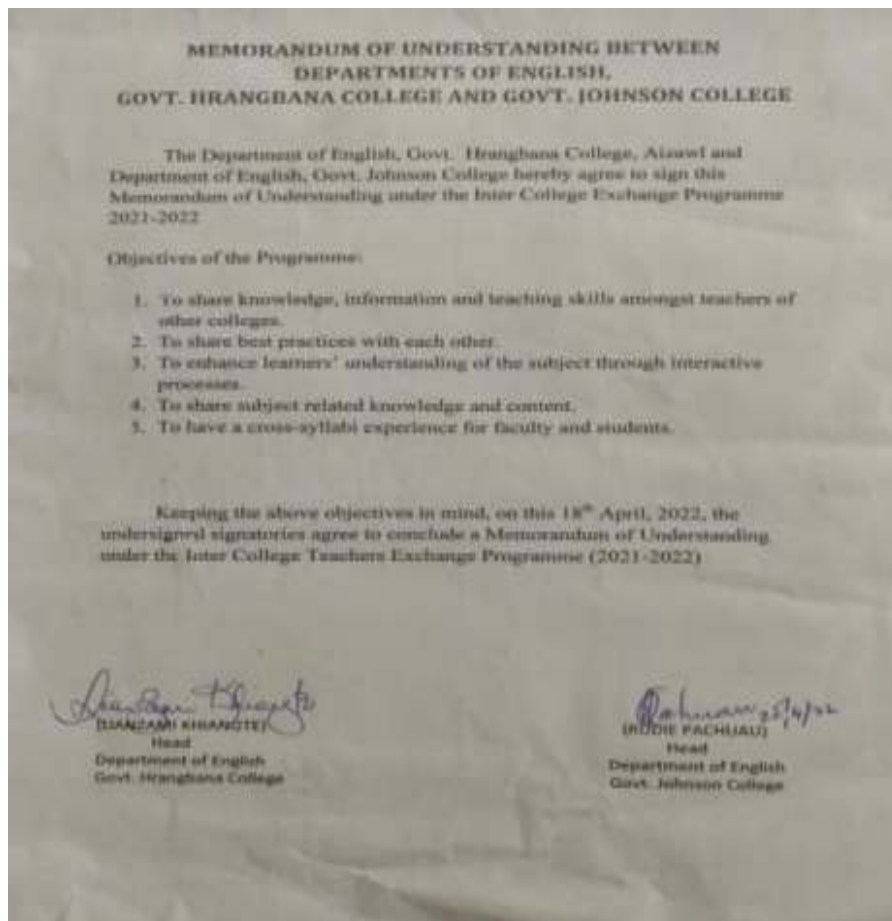 MEMORANDUM OF UNDERSTANDING BETWEEN
DEPARTMENTS OF ENGLISH,
GOVT. HRANGBANA COLLEGE AND GOVT. JOHNSON COLLEGE
The Department of English, Govt. Hrangbana College, Aizawl and
Department of English, Govt. Johnson College hereby agree to sign this
Memorandum of Understanding under the Inter College Exchange Programme
2021-2022
Objectives of the Programme:
1. To share knowledge, information and teaching skills amongst teachers of
other colleges.
2. To share best practices with each other.
3. To enhance learners' understanding of the subject through interactive
processes.
4. To share subject related knowledge and content.
5. To have a cross-syllabi experience for faculty and students.
Keeping the above objectives in mind, on this 18th April, 2022, the
undersigned signatories agree to conclude a Memorandum of Understanding
under the Inter College Teachers Exchange Programme (2021-2022)
(LIANZAMI KHIANGTE)
Head
Department of English
Govt. Hrangbana College
(RODIE PACHUAU)
Head
Department of English
Govt. Johnson College